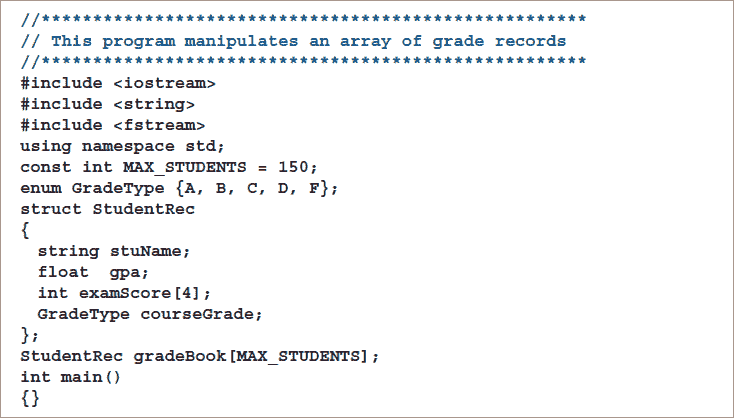 //*****************************************************
// This program manipulates an array of grade records
//*****************************************************
#include <iostream>
#include <string>
#include <fstream>
using namespace std;
const int MAX_STUDENTS = 150;
enum GradeType {A, B, C, D, F};
struct StudentRec
{
  string stuName;
  float  gpa;
  int examScore[4];
  GradeType courseGrade;
};
StudentRec gradeBook[MAX_STUDENTS];
int main()
{}